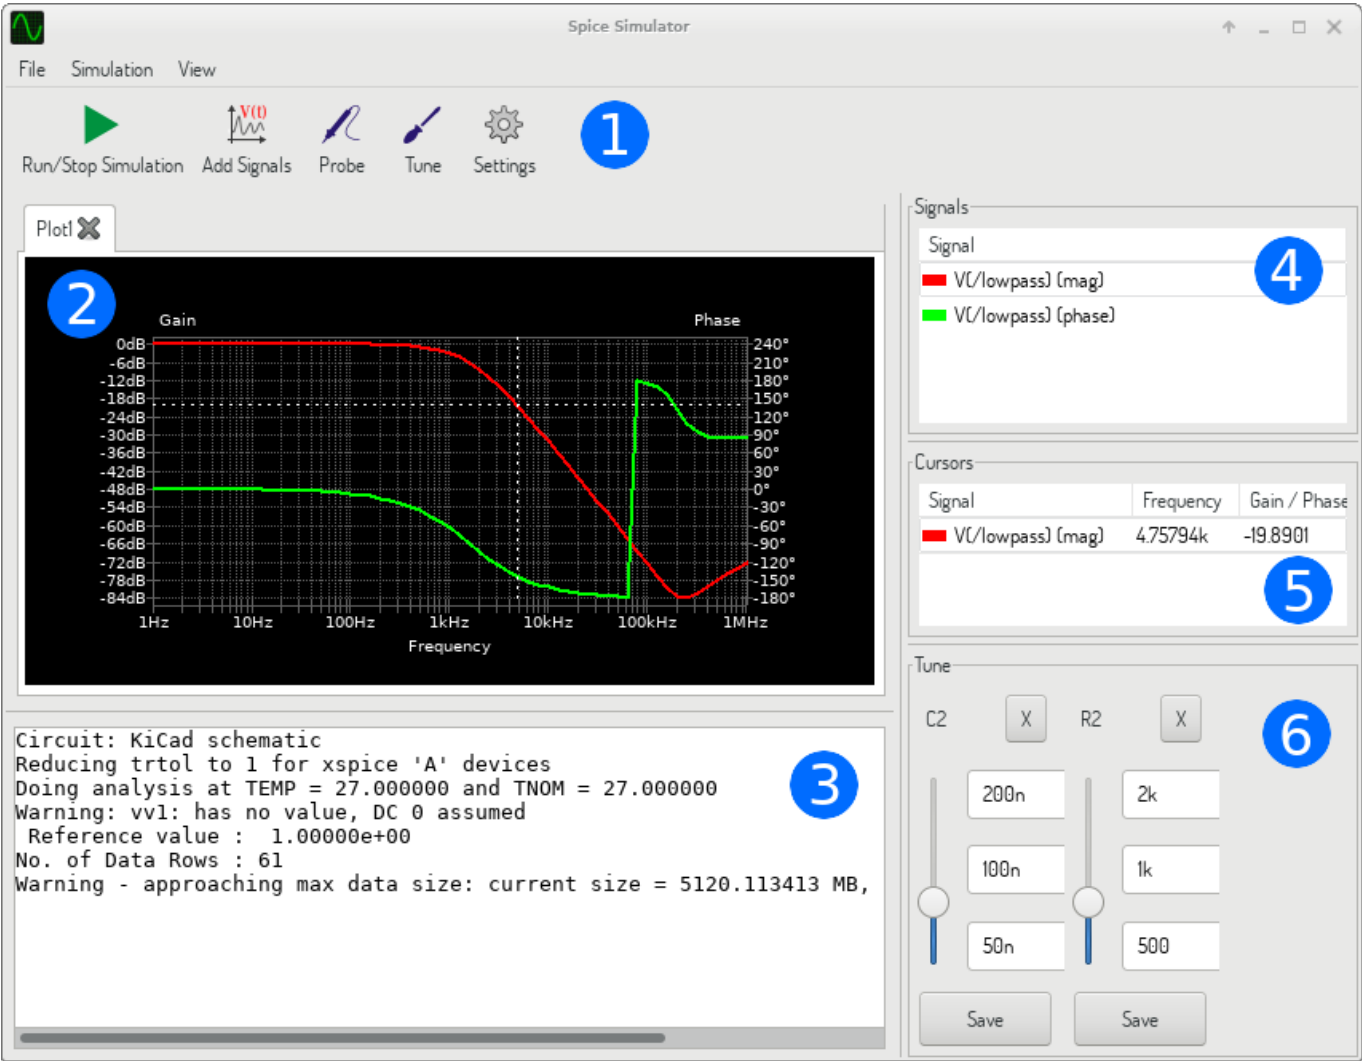 Spice Simulator
File Simulation View
V(t)
Run/Stop Simulation Add Signals Probe Tune Settings
1
Plot1
2
Gain Phase
0dB 240°
-6dB 210°
-12dB 180°
-18dB 150°
-24dB 120°
-30dB 90°
-36dB 60°
-42dB 30°
-48dB 0°
-54dB -30°
-60dB -60°
-66dB -90°
-72dB -120°
-78dB -150°
-84dB -180°
1Hz 10Hz 100Hz 1kHz 10kHz 100kHz 1MHz
Frequency
Circuit: KiCad schematic
Reducing trtol to 1 for xspice 'A' devices
Doing analysis at TEMP = 27.000000 and TNOM = 27.000000
Warning: vv1: has no value, DC 0 assumed
Reference value : 1.00000e+00
No. of Data Rows : 61
Warning - approaching max data size: current size = 5120.113413 MB,
3
Signals
Signal
V(/lowpass) (mag)
V(/lowpass) (phase)
4
Cursors
Signal Frequency Gain / Phase
V(/lowpass) (mag) 4.75794k -19.8901
5
Tune
C2 X R2 X
6
200n 2k
100n 1k
50n 500
Save Save